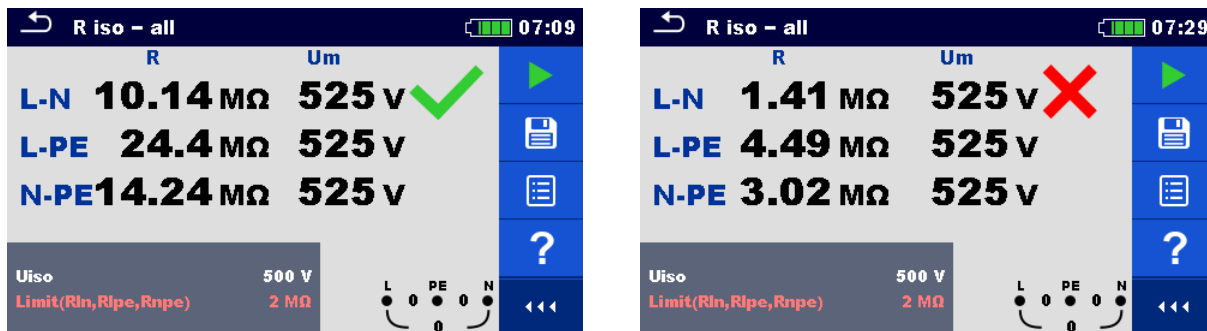 R iso – all 07:09
R Um
L-N 10.14 MΩ 525 V
L-PE 24.4 MΩ 525 V
N-PE 14.24 MΩ 525 V
Uiso 500 V
Limit(Rln,Rlpe,Rnpe) 2 MΩ
L PE N
0 0
0
?
R iso – all 07:29
R Um
L-N 1.41 MΩ 525 V
L-PE 4.49 MΩ 525 V
N-PE 3.02 MΩ 525 V
Uiso 500 V
Limit(Rln,Rlpe,Rnpe) 2 MΩ
L PE N
0 0
0
?